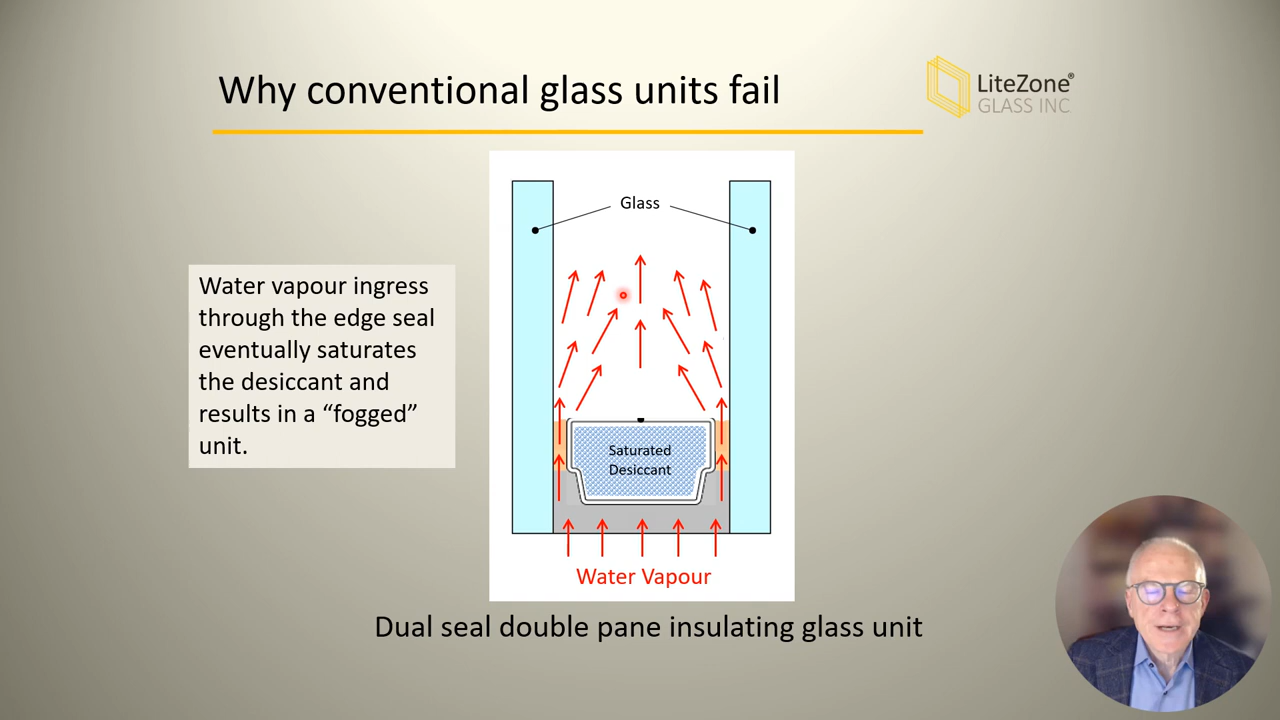 Why conventional glass units fail
LiteZone®
GLASS INC
Glass
Water vapour ingress
through the edge seal
eventually saturates
the desiccant and
results in a “fogged”
unit.
Saturated
Desiccant
Water Vapour
Dual seal double pane insulating glass unit